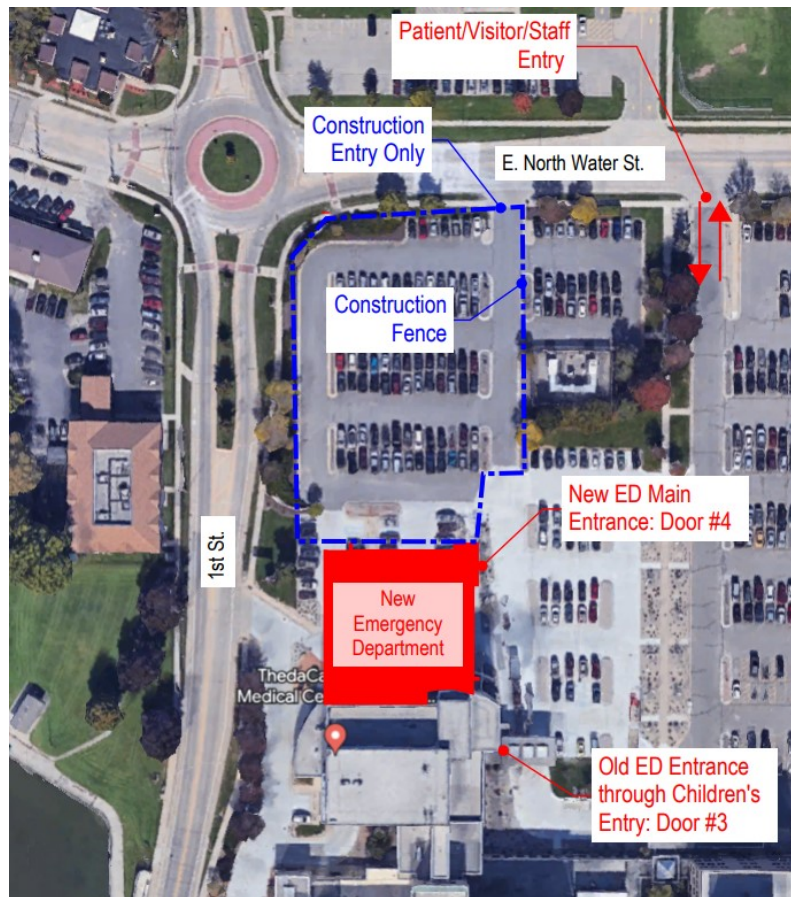 Patient/Visitor/Staff
Entry
Construction
Entry Only
E. North Water St.
Construction
Fence
New ED Main
Entrance: Door #4
1st St.
New
Emergency
Department
Medical
Old ED Entrance
through Children's
Entry: Door #3